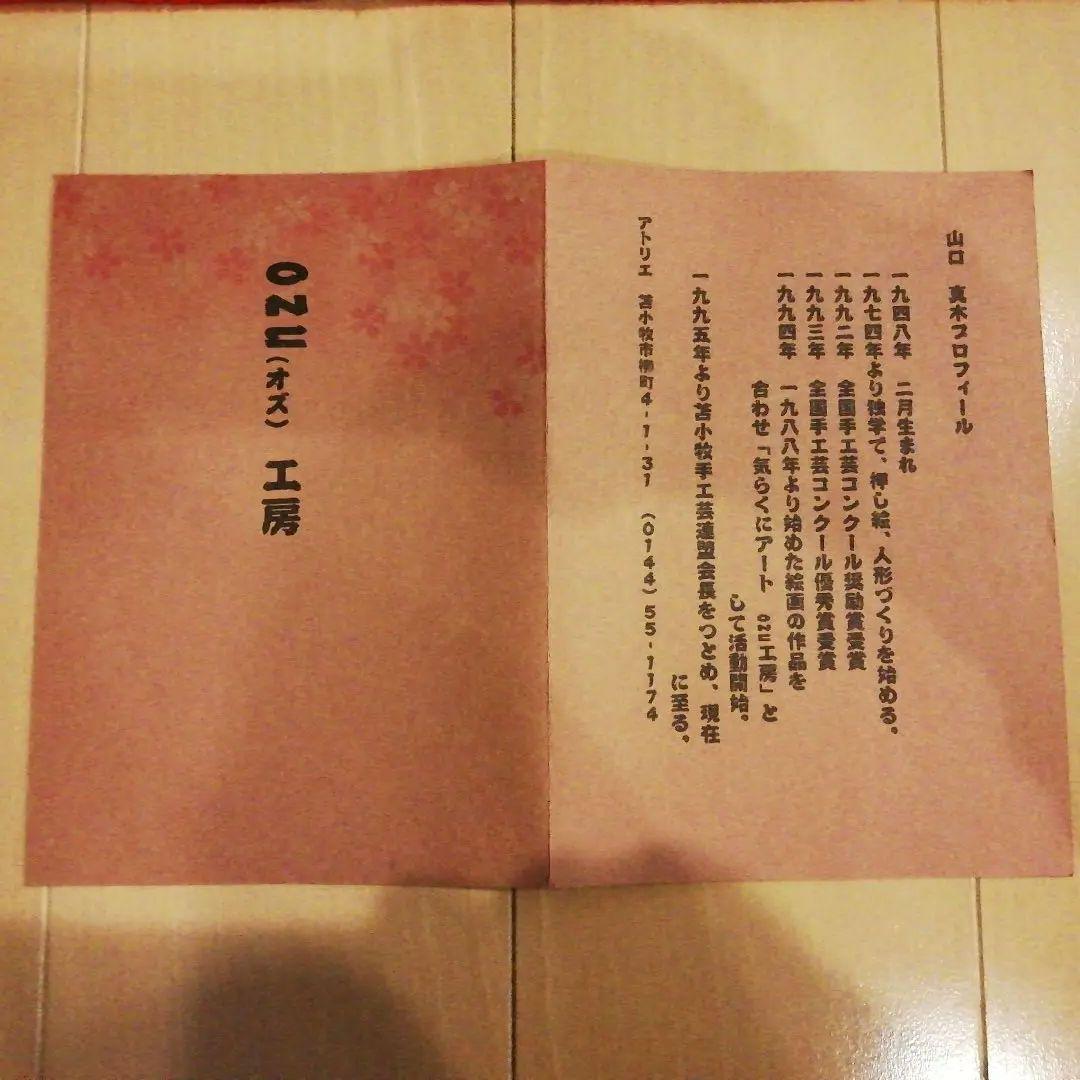 山口 真木プロフィール
一九四八年 二月生まれ
一九七四年より独学で、押し絵、人形づくりを始める。
一九九二年 全国手工芸コンクール奨励賞受賞
一九九三年 全国手工芸コンクール優秀賞受賞
一九九四年 一九八八年より始めた絵画の作品を
合わせ「気らくにアート ozu工房」と
して活動開始。
一九九五年より苫小牧手工芸連盟会長をつとめ、現在
に至る。
アトリエ 苫小牧市柳町4-1-31 (0144)55-1174
OZU(オズ) 工房